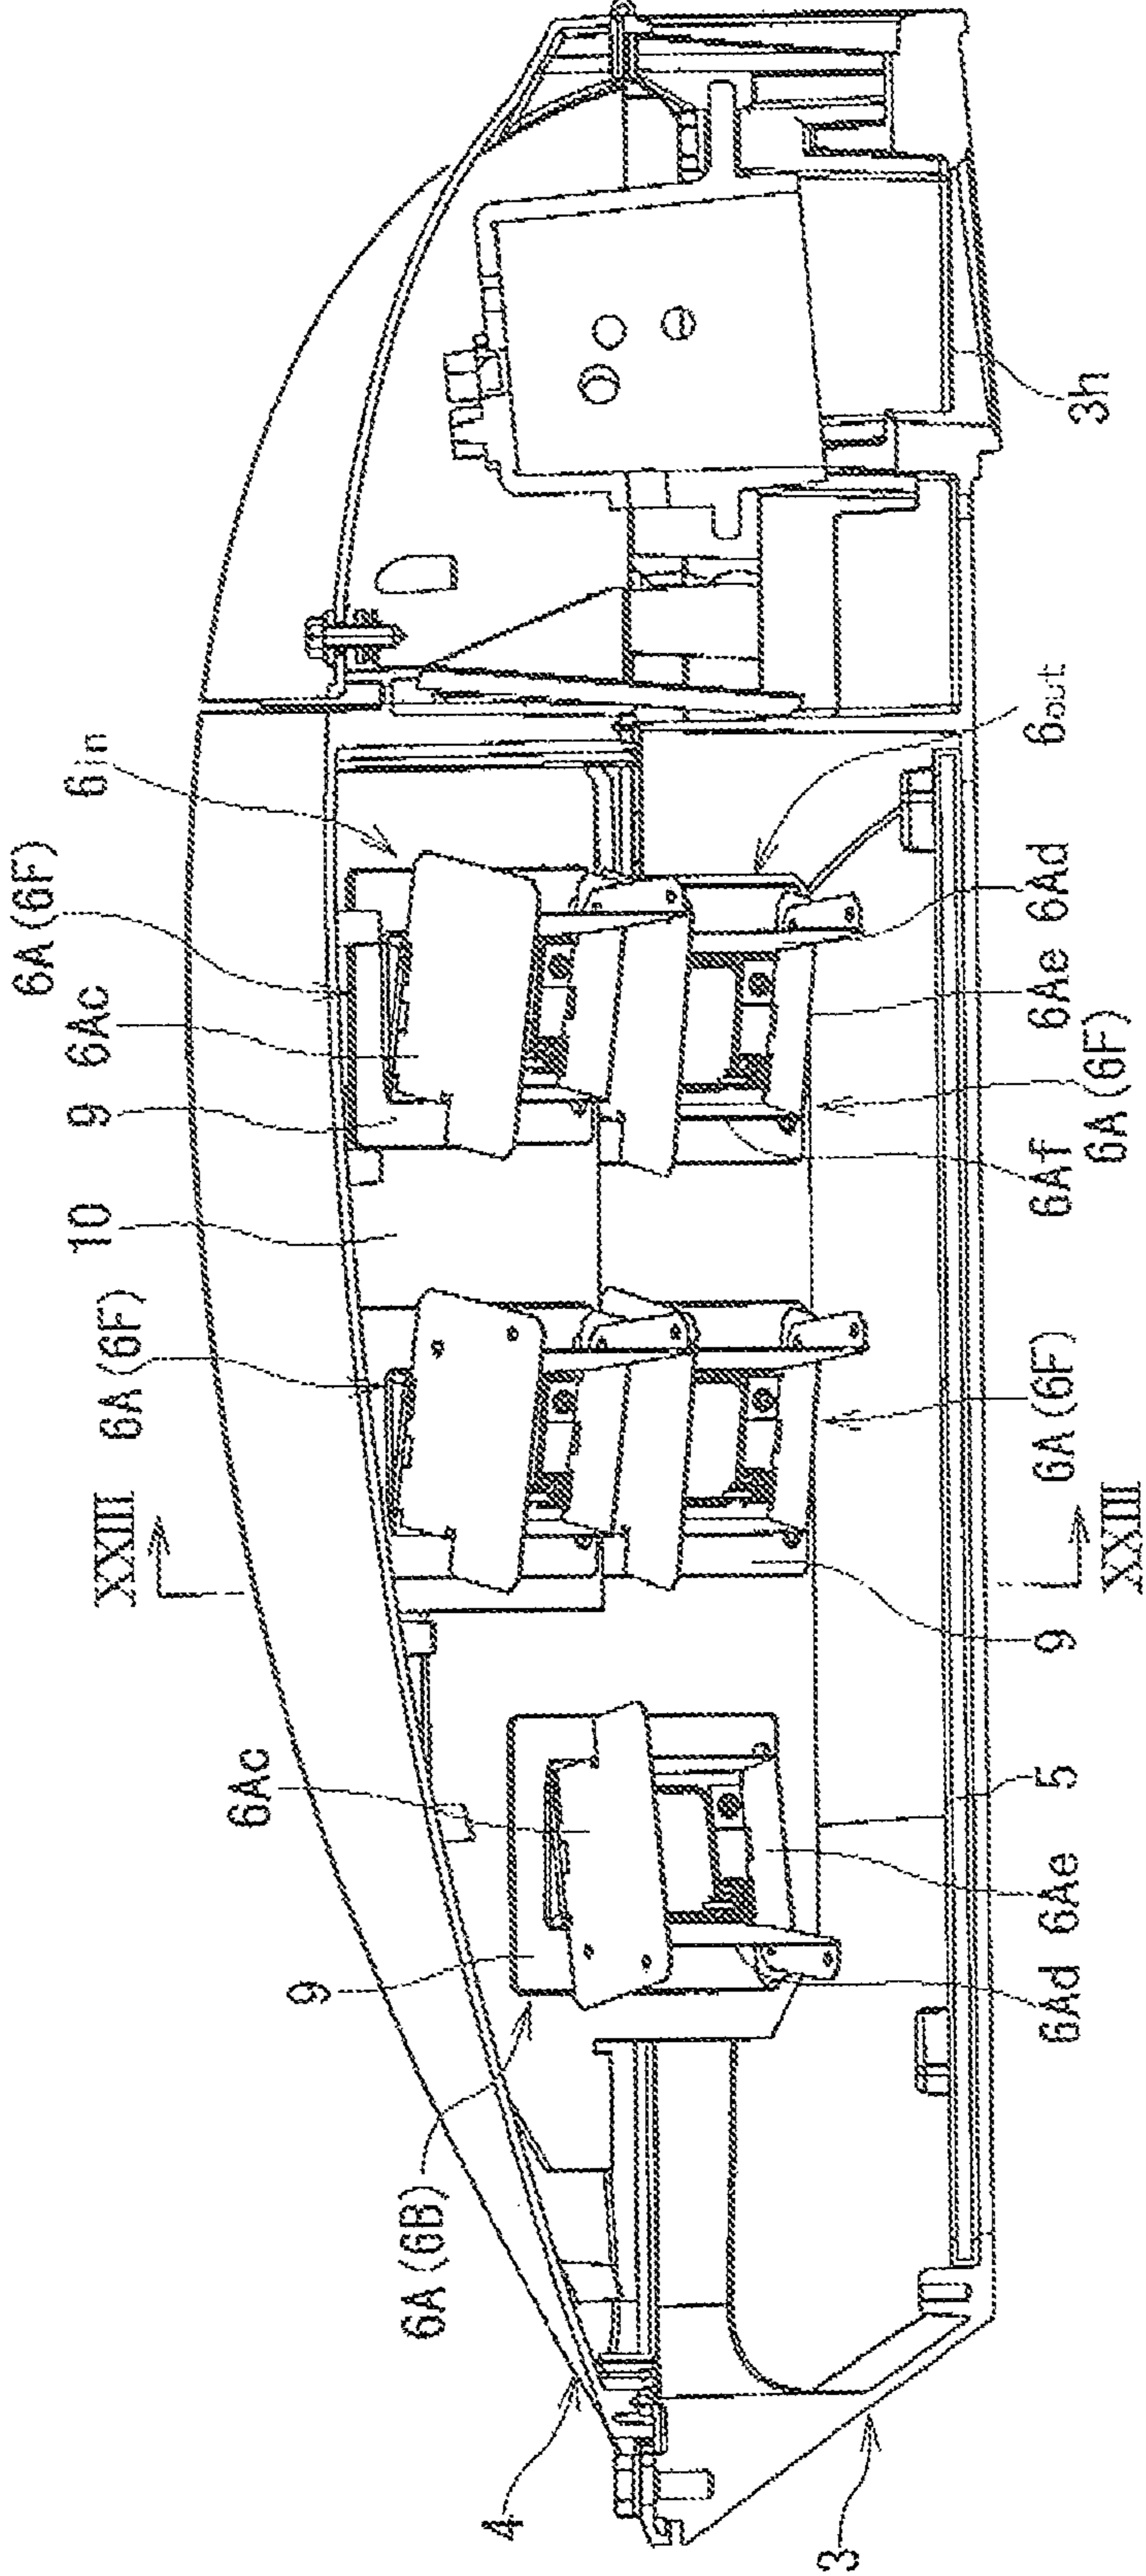 6A(6F)
10
9
6Ac
6in
XXIII
6A(6F)
6Ac
9
6A(6B)
4
3
6Ad
6Ae
5
9
6A(6F)
6Af
6Ae
6Ad
6out
3h
XXIII
6A(6F)